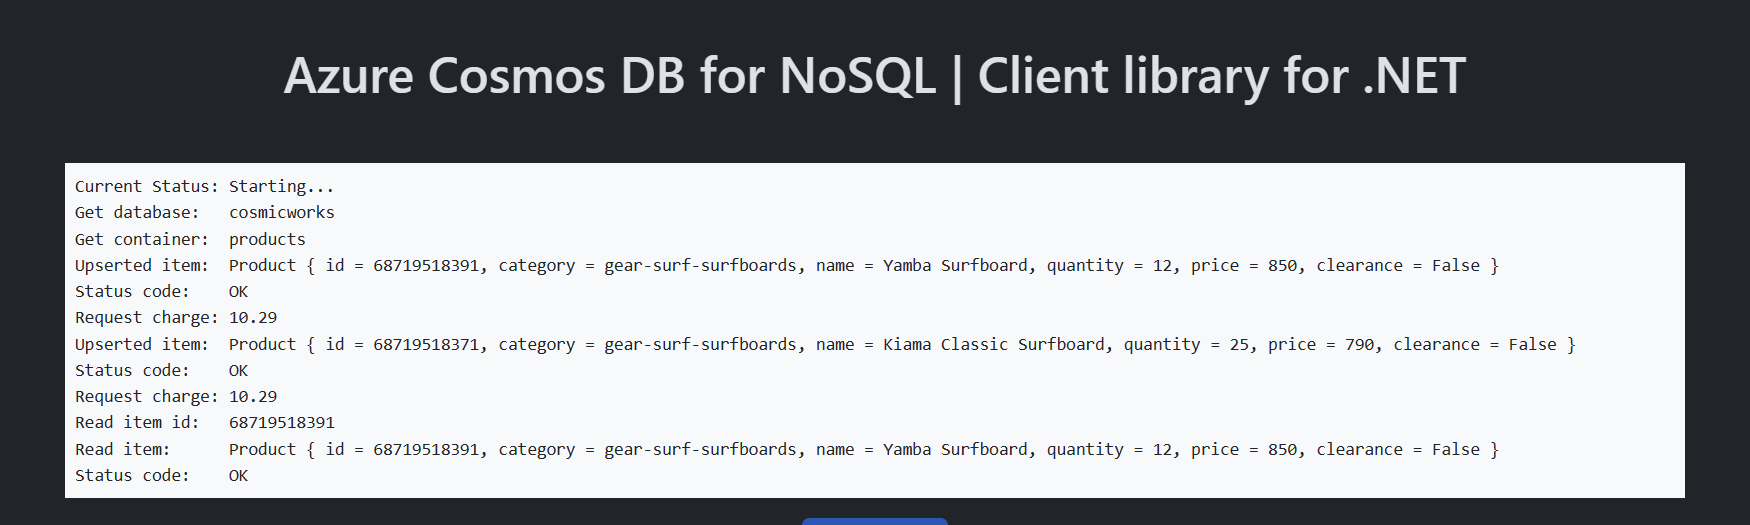 Azure Cosmos DB for NoSQL | Client library for .NET
Current Status: Starting...
Get database:   cosmicworks
Get container:  products
Upserted item:  Product { id = 68719518391, category = gear-surf-surfboards, name = Yamba Surfboard, quantity = 12, price = 850, clearance = False }
Status code:    OK
Request charge: 10.29
Upserted item:  Product { id = 68719518371, category = gear-surf-surfboards, name = Kiama Classic Surfboard, quantity = 25, price = 790, clearance = False }
Status code:    OK
Request charge: 10.29
Read item id:   68719518391
Read item:      Product { id = 68719518391, category = gear-surf-surfboards, name = Yamba Surfboard, quantity = 12, price = 850, clearance = False }
Status code:    OK